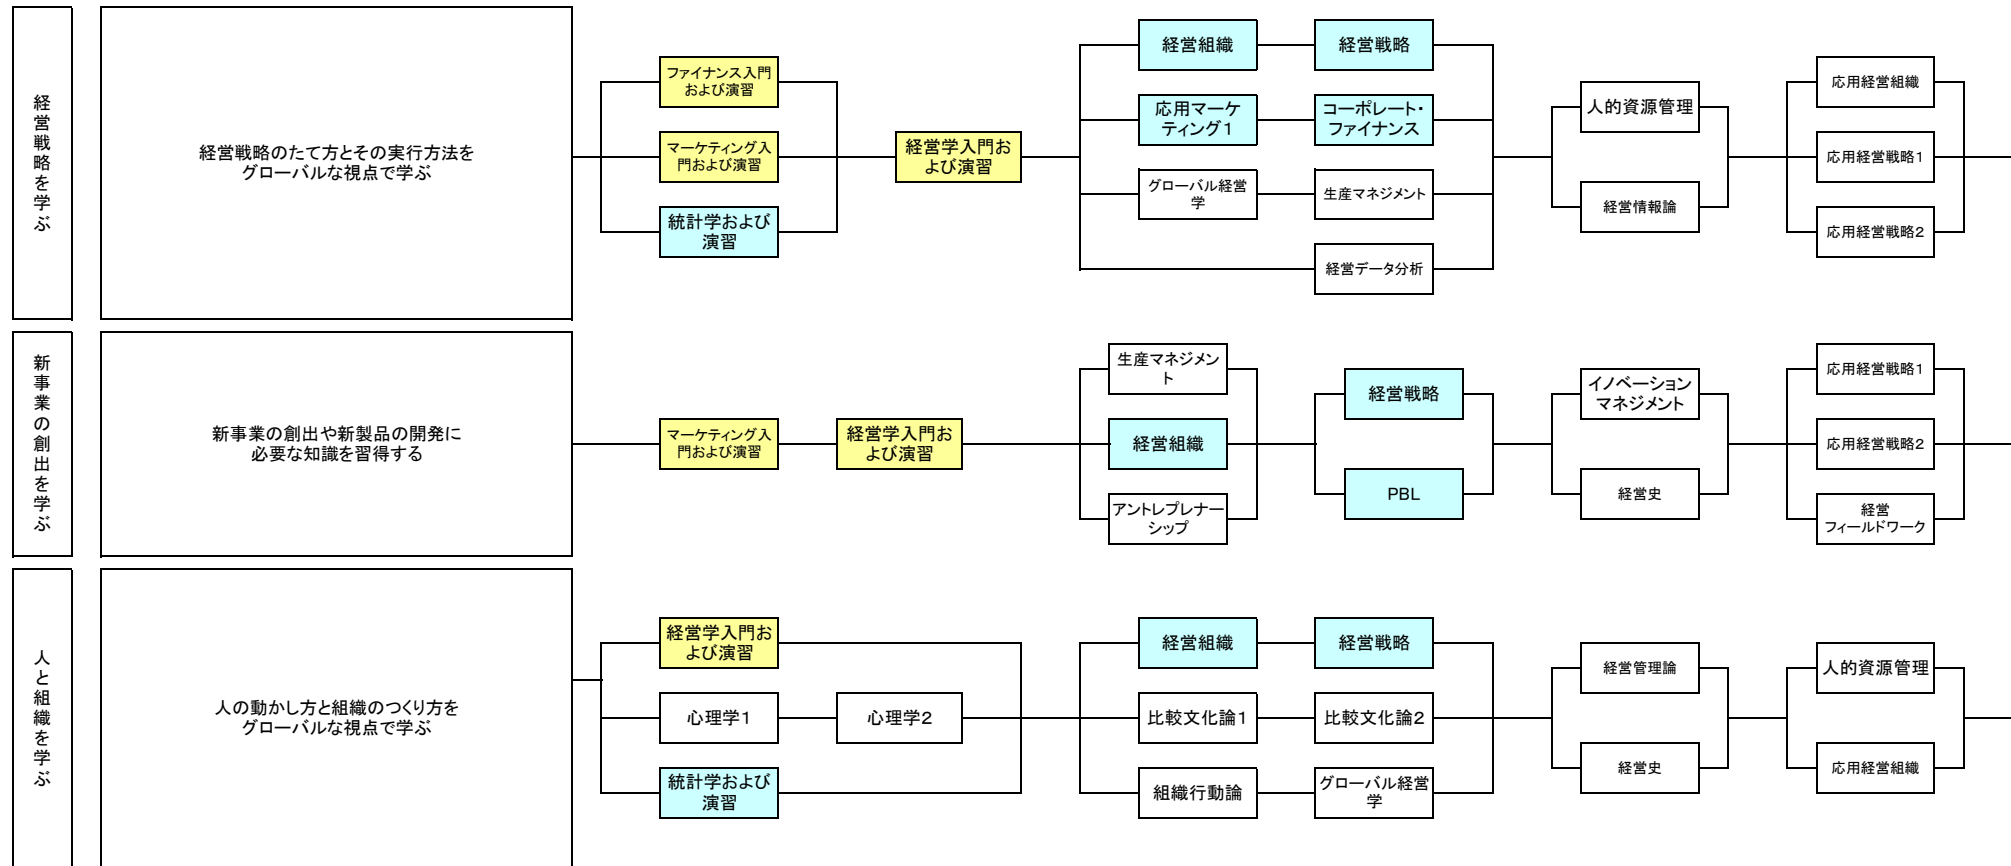 経営戦略を学ぶ
経営戦略のたて方とその実行方法を
グローバルな視点で学ぶ
ファイナンス入門
および演習
マーケティング入
門および演習
統計学および
演習
経営学入門お
よび演習
経営組織
経営戦略
応用マーケ
ティング1
コーポレート・
ファイナンス
グローバル経営
学
生産マネジメント
経営データ分析
人的資源管理
経営情報論
応用経営組織
応用経営戦略1
応用経営戦略2
新事業の創出を学ぶ
新事業の創出や新製品の開発に
必要な知識を習得する
マーケティング入
門および演習
経営学入門お
よび演習
生産マネジメン
ト
経営組織
アントレプレナー
シップ
経営戦略
PBL
イノベーション
マネジメント
経営史
応用経営戦略1
応用経営戦略2
経営
フィールドワーク
人と組織を学ぶ
人の動かし方と組織のつくり方を
グローバルな視点で学ぶ
経営学入門お
よび演習
心理学1
心理学2
統計学および
演習
経営組織
経営戦略
比較文化論1
比較文化論2
組織行動論
グローバル経営
学
経営管理論
経営史
人的資源管理
応用経営組織